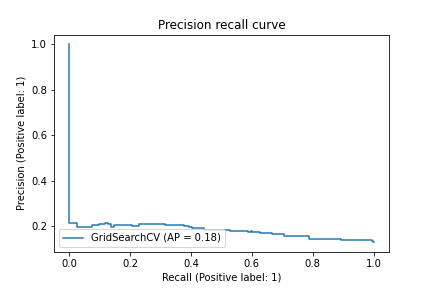 Precision recall curve
Precision (Positive label: 1)
1.0
0.8
0.6
0.4
0.2
GridSearchCV (AP = 0.18)
0.0 0.2 0.4 0.6 0.8 1.0
Recall (Positive label: 1)